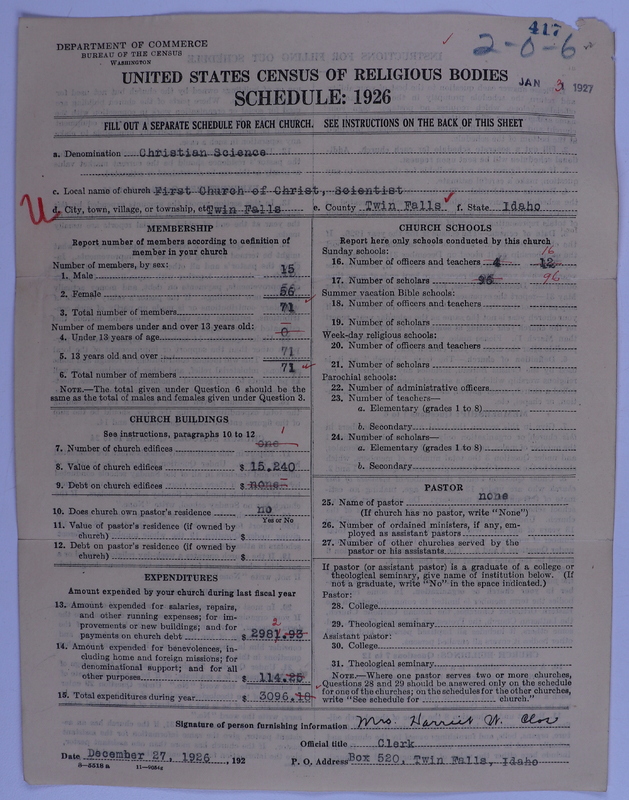 417
2-0-6
DEPARTMENT OF COMMERCE
BUREAU OF THE CENSUS
WASHINGTON
UNITED STATES CENSUS OF RELIGIOUS BODIES
JAN 3 1927
SCHEDULE: 1926
FILL OUT A SEPARATE SCHEDULE FOR EACH CHURCH. SEE INSTRUCTIONS ON THE BACK OF THIS SHEET
a. Denomination Christian Science
c. Local name of church First Church of Christ, Scientist
U
d. City, town, village, or township, etc Twin Falls e. County Twin Falls f. State Idaho
MEMBERSHIP
Report number of members according to definition of
member in your church
Number of members, by sex:
1. Male 15
2. Female 56
3. Total number of members 71
Number of members under and over 13 years old:
4. Under 13 years of age 0
5. 13 years old and over 71
6. Total number of members 71
NOTE.—The total given under Question 6 should be the
same as the total of males and females given under Question 3.
CHURCH BUILDINGS
See instructions, paragraphs 10 to 12
7. Number of church edifices one 1
8. Value of church edifices $ 15,240
9. Debt on church edifices $ none
10. Does church own pastor's residence? no
Yes or No
11. Value of pastor's residence (if owned by
church) $
12. Debt on pastor's residence (if owned by
church) $
EXPENDITURES
Amount expended by your church during last fiscal year
13. Amount expended for salaries, repairs,
and other running expenses; for im-
provements or new buildings; and for
payments on church debt $ 2981.93 2
14. Amount expended for benevolences, in-
cluding home and foreign missions; for
denominational support; and for all
other purposes $ 114.25
15. Total expenditures during year $ 3096.18
CHURCH SCHOOLS
Report here only schools conducted by this church
Sunday schools:
16. Number of officers and teachers 4 12 16
17. Number of scholars 96 96
Summer vacation Bible schools:
18. Number of officers and teachers
19. Number of scholars
Week-day religious schools:
20. Number of officers and teachers
21. Number of scholars
Parochial schools:
22. Number of administrative officers
23. Number of teachers—
a. Elementary (grades 1 to 8)
b. Secondary
24. Number of scholars—
a. Elementary (grades 1 to 8)
b. Secondary
PASTOR
25. Name of pastor none
(If church has no pastor, write "None")
26. Number of ordained ministers, if any, em-
ployed as assistant pastors
27. Number of other churches served by the
pastor or his assistants
If pastor (or assistant pastor) is a graduate of a college or
theological seminary, give name of institution below. (If
not a graduate, write "No" in the space indicated.)
Pastor:
28. College
29. Theological seminary
Assistant pastor:
30. College
31. Theological seminary
NOTE.—Where one pastor serves two or more churches,
Questions 28 and 29 should be answered only on the schedule
for one of the churches; on the schedules for the other churches,
write "See schedule for church."
Signature of person furnishing information Mrs. Harriet W. Close
Official title Clerk
Date December 27, 1926, 192 P. O. Address Box 520, Twin Falls, Idaho